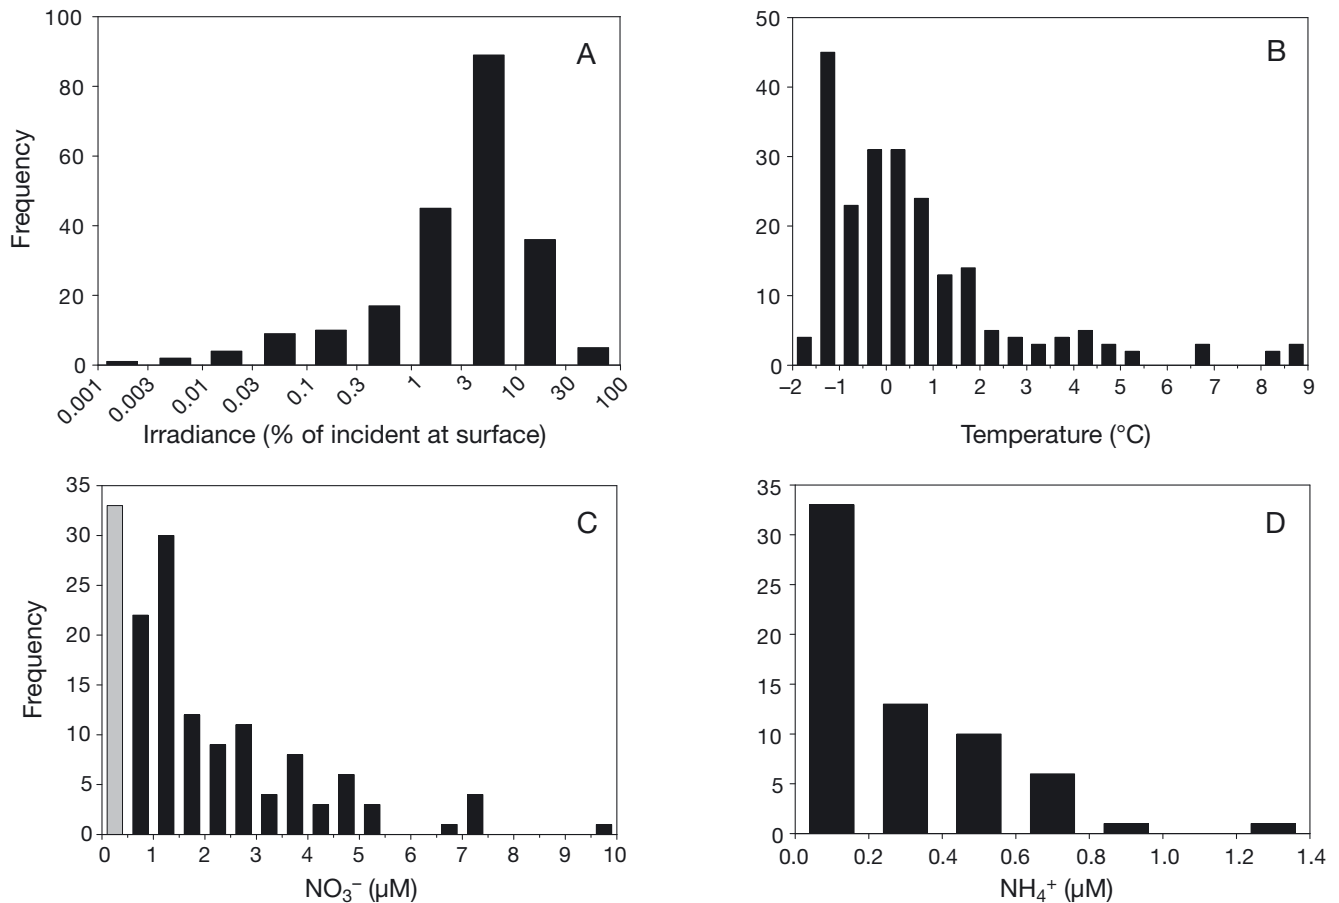 100
80
60
40
20
0
Frequency
A
0.001 0.003 0.01 0.03 0.1 0.3 1 3 10 30 100
Irradiance (% of incident at surface)
50
40
30
20
10
0
B
–2 –1 0 1 2 3 4 5 6 7 8 9
Temperature (°C)
35
30
25
20
15
10
5
0
Frequency
C
0 1 2 3 4 5 6 7 8 9 10
NO₃⁻ (µM)
35
30
25
20
15
10
5
0
D
0.0 0.2 0.4 0.6 0.8 1.0 1.2 1.4
NH₄⁺ (µM)